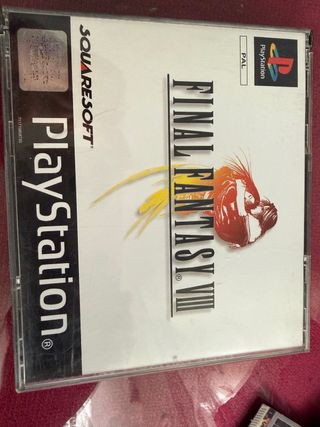 PlayStation
PAL
FINAL FANTASY® VIII
SQUARESOFT®
PlayStation®